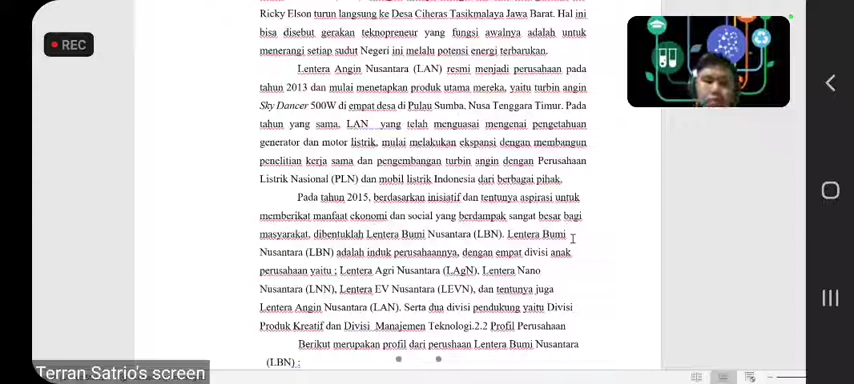 REC
Ricky Elson turun langsung ke Desa Ciheras Tasikmalaya Jawa Barat. Hal ini
bisa disebut gerakan teknopreneur yang fungsi awalnya adalah untuk
menerangi setiap sudut Negeri ini melalu potensi energi terbarukan.
Lentera Angin Nusantara (LAN) resmi menjadi perusahaan pada
tahun 2013 dan mulai menetapkan produk utama mereka, yaitu turbin angin
Sky Dancer 500W di empat desa di Pulau Sumba, Nusa Tenggara Timur. Pada
tahun yang sama, LAN yang telah menguasai mengenai pengetahuan
generator dan motor listrik, mulai melakukan ekspansi dengan membangun
penelitian kerja sama dan pengembangan turbin angin dengan Perusahaan
Listrik Nasional (PLN) dan mobil listrik Indonesia dari berbagai pihak.
Pada tahun 2015, berdasarkan inisiatif dan tentunya aspirasi untuk
memberikat manfaat ekonomi dan social yang berdampak sangat besar bagi
masyarakat, dibentuklah Lentera Bumi Nusantara (LBN). Lentera Bumi
Nusantara (LBN) adalah induk perusahaannya, dengan empat divisi anak
perusahaan yaitu ; Lentera Agri Nusantara (LAgN), Lentera Nano
Nusantara (LNN), Lentera EV Nusantara (LEVN), dan tentunya juga
Lentera Angin Nusantara (LAN). Serta dua divisi pendukung yaitu Divisi
Produk Kreatif dan Divisi Manajemen Teknologi.2.2 Profil Perusahaan
Berikut merupakan profil dari perushaan Lentera Bumi Nusantara
(LBN) :
Terran Satrio's screen